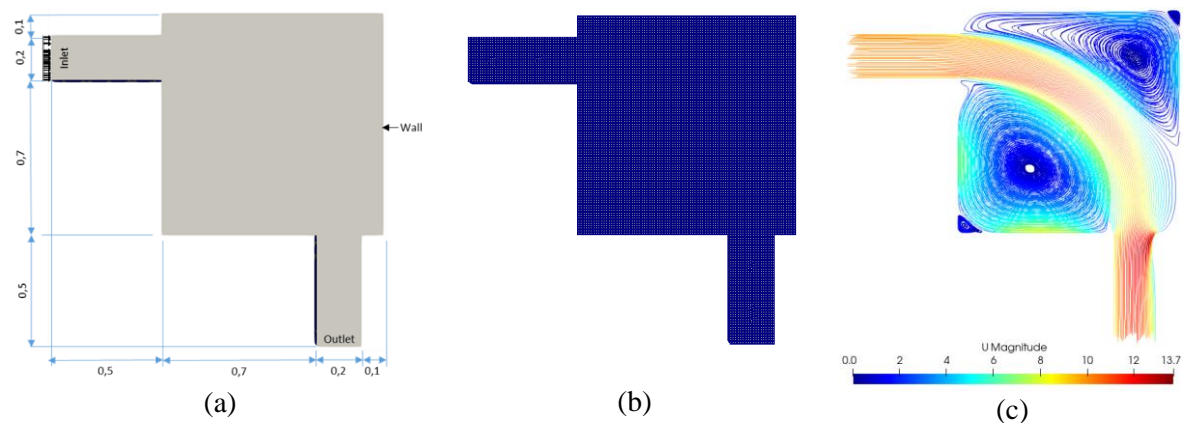 0,1
0,2
Inlet
Wall
0,7
0,5
Outlet
0,5
0,7
0,2
0,1
U Magnitude
0.0 2 4 6 8 10 12 13.7
(a)
(b)
(c)